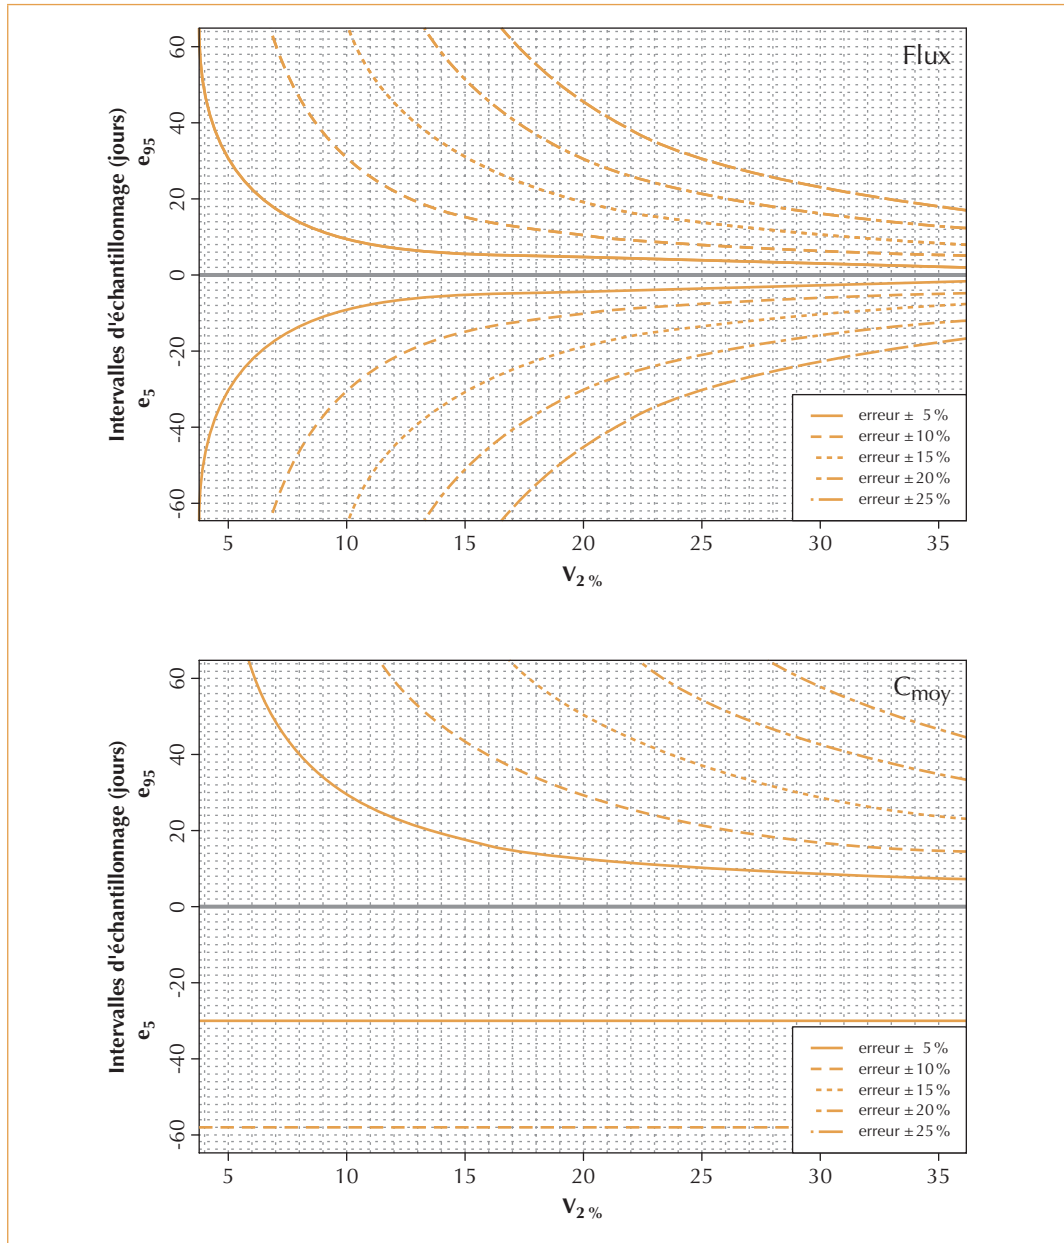 Flux
60
40
20
0
-20
-40
-60
Intervalles d'échantillonnage (jours)
e95
e5
erreur ± 5 %
erreur ± 10 %
erreur ± 15 %
erreur ± 20 %
erreur ± 25 %
5 10 15 20 25 30 35
V2 %
Cmoy
60
40
20
0
-20
-40
-60
Intervalles d'échantillonnage (jours)
e95
e5
erreur ± 5 %
erreur ± 10 %
erreur ± 15 %
erreur ± 20 %
erreur ± 25 %
5 10 15 20 25 30 35
V2 %